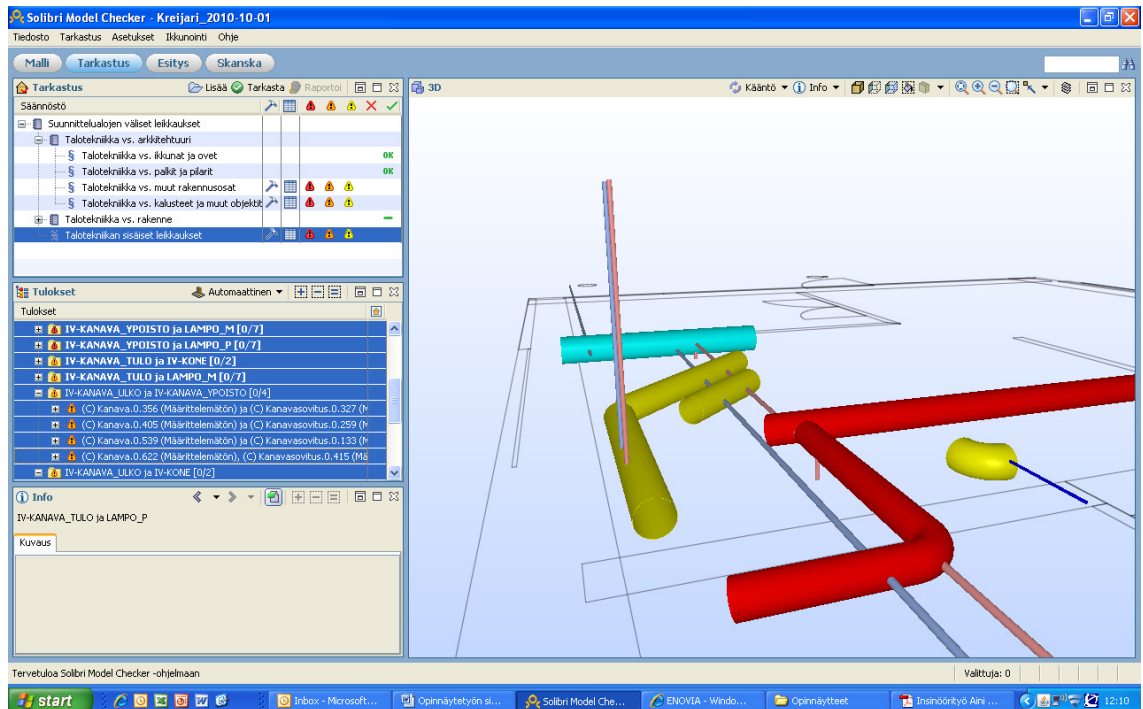 Solibri Model Checker - Kreijari_2010-10-01
Tiedosto Tarkastus Asetukset Ikkunointi Ohje
Malli Tarkastus Esitys Skanska
Tarkastus Lisää Tarkasta Raportoi
Säännöstö
Suunnittelualojen väliset leikkaukset
Talotekniikka vs. arkkitehtuuri
§ Talotekniikka vs. ikkunat ja ovet OK
§ Talotekniikka vs. palkit ja pilarit OK
§ Talotekniikka vs. muut rakennusosat
§ Talotekniikka vs. kalusteet ja muut objektit
Talotekniikka vs. rakenne
§ Talotekniikan sisäiset leikkaukset
Tulokset Automaattinen
Tulokset
IV-KANAVA_YPOISTO ja LAMPO_M [0/7]
IV-KANAVA_YPOISTO ja LAMPO_P [0/7]
IV-KANAVA_TULO ja IV-KONE [0/2]
IV-KANAVA_TULO ja LAMPO_M [0/7]
IV-KANAVA_ULKO ja IV-KANAVA_YPOISTO [0/4]
(C) Kanava.0.356 (Määrittelemätön) ja (C) Kanavasovitus.0.327 (M
(C) Kanava.0.405 (Määrittelemätön) ja (C) Kanavasovitus.0.259 (M
(C) Kanava.0.539 (Määrittelemätön) ja (C) Kanavasovitus.0.133 (M
(C) Kanava.0.622 (Määrittelemätön), (C) Kanavasovitus.0.415 (Mä
IV-KANAVA_ULKO ja IV-KONE [0/2]
Info
IV-KANAVA_TULO ja LAMPO_P
Kuvaus
3D Kääntö Info
Tervetuloa Solibri Model Checker -ohjelmaan Valittuja: 0
start Inbox - Microsoft... Opinnäytetyön si... Solibri Model Che... ENOVIA - Windo... Opinnäytteet Insinöörityö Aini ... 12:10